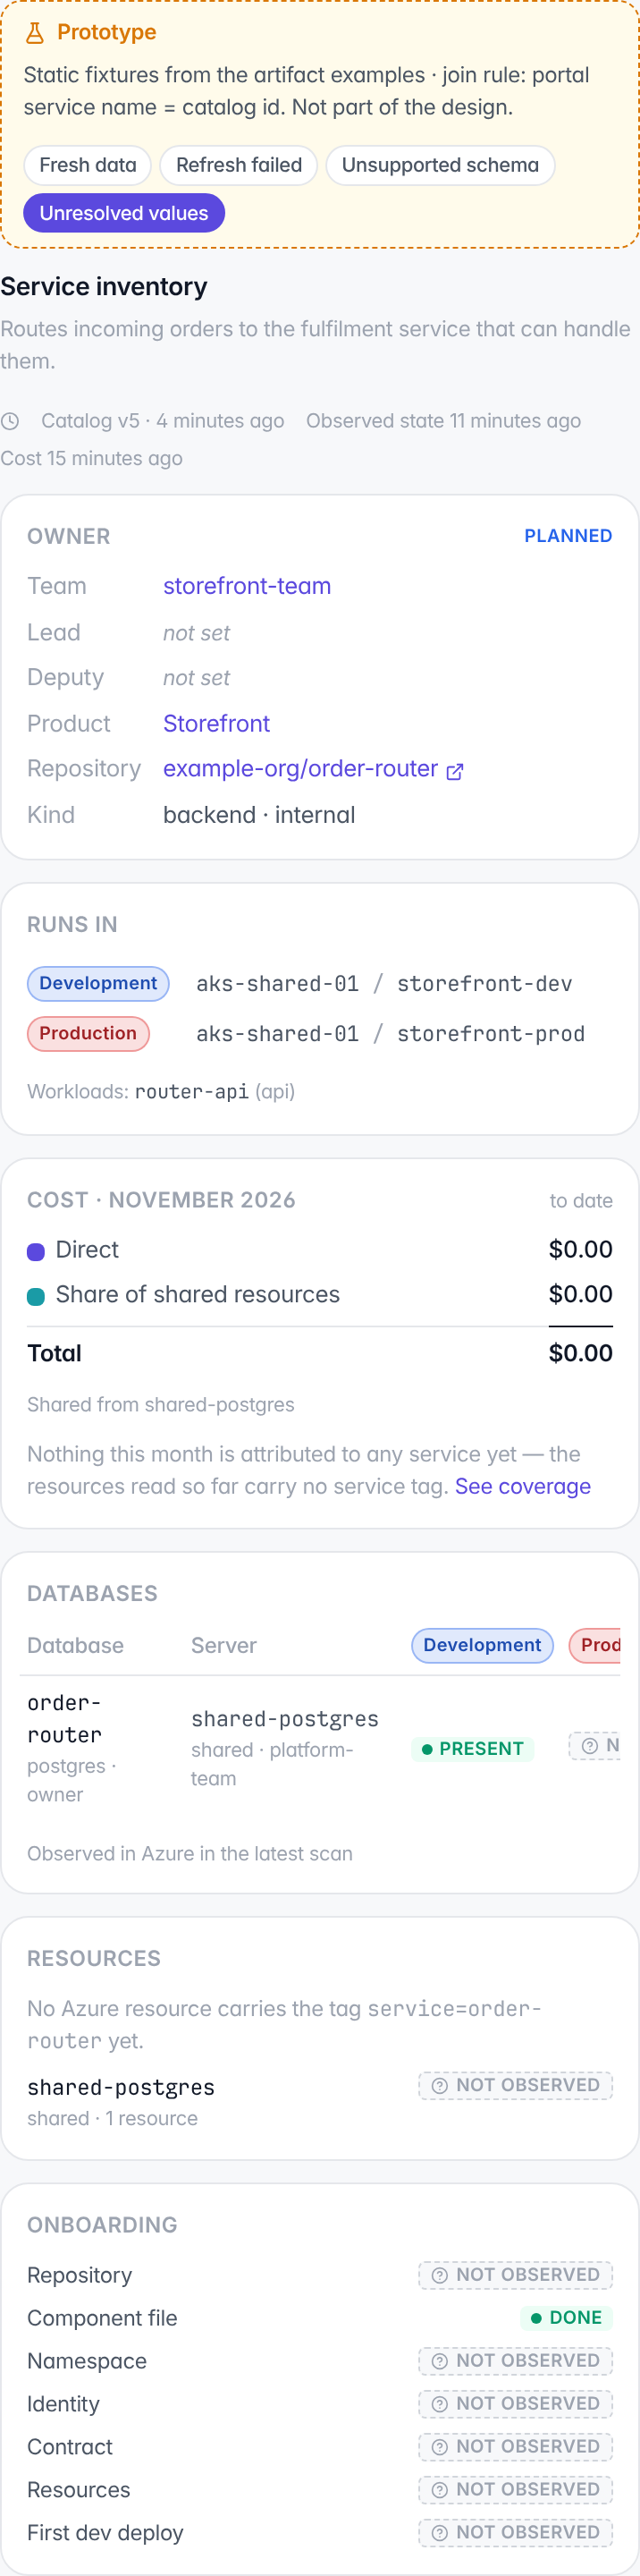 Prototype
Static fixtures from the artifact examples · join rule: portal
service name = catalog id. Not part of the design.
Fresh data Refresh failed Unsupported schema
Unresolved values
Service inventory
Routes incoming orders to the fulfilment service that can handle
them.
Catalog v5 · 4 minutes ago Observed state 11 minutes ago
Cost 15 minutes ago
OWNER PLANNED
Team storefront-team
Lead not set
Deputy not set
Product Storefront
Repository example-org/order-router
Kind backend · internal
RUNS IN
Development aks-shared-01 / storefront-dev
Production aks-shared-01 / storefront-prod
Workloads: router-api (api)
COST · NOVEMBER 2026 to date
Direct $0.00
Share of shared resources $0.00
Total $0.00
Shared from shared-postgres
Nothing this month is attributed to any service yet — the
resources read so far carry no service tag. See coverage
DATABASES
Database Server Development Prod
order-
router
postgres ·
owner
shared-postgres
shared · platform-
team
PRESENT N
Observed in Azure in the latest scan
RESOURCES
No Azure resource carries the tag service=order-
router yet.
shared-postgres NOT OBSERVED
shared · 1 resource
ONBOARDING
Repository NOT OBSERVED
Component file DONE
Namespace NOT OBSERVED
Identity NOT OBSERVED
Contract NOT OBSERVED
Resources NOT OBSERVED
First dev deploy NOT OBSERVED